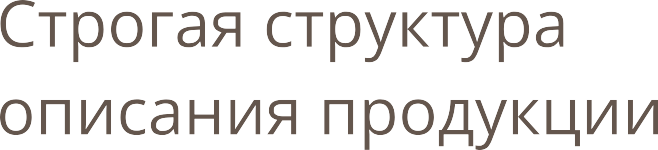 Строгая структура
описания продукции